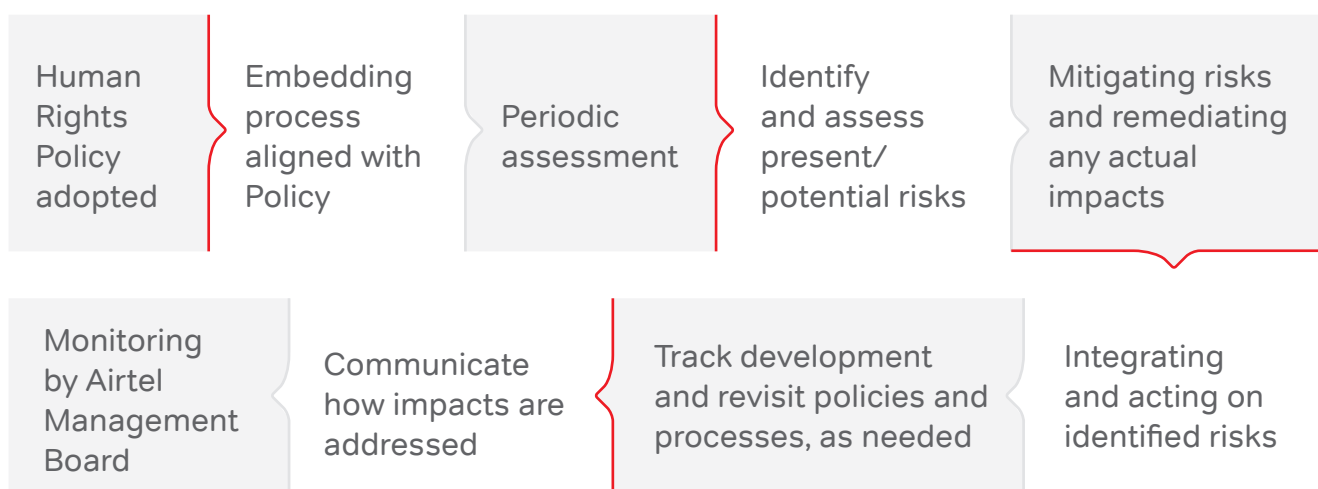 Human
Rights
Policy
adopted
Embedding
process
aligned with
Policy
Periodic
assessment
Identify
and assess
present/
potential risks
Mitigating risks
and remediating
any actual
impacts
Integrating
and acting on
identified risks
Track development
and revisit policies and
processes, as needed
Communicate
how impacts are
addressed
Monitoring
by Airtel
Management
Board